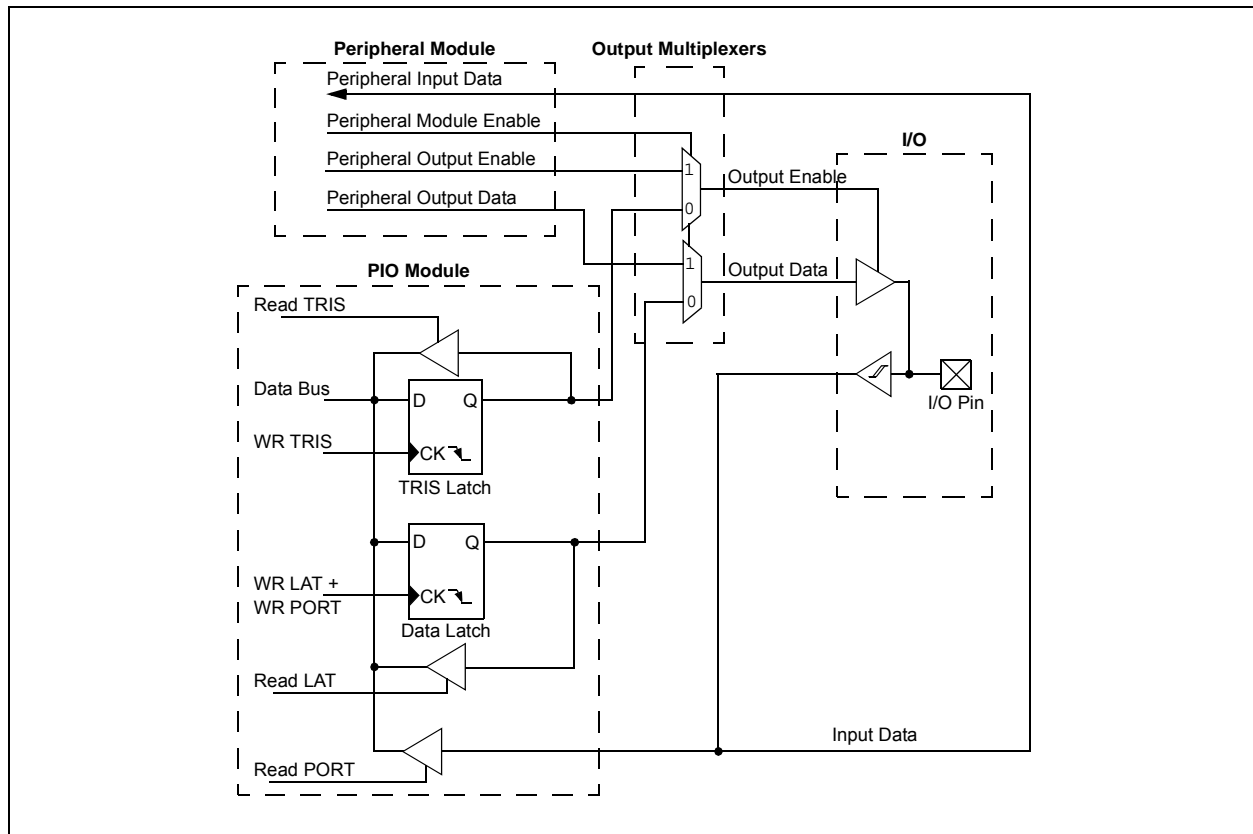 Peripheral Module
Output Multiplexers
Peripheral Input Data
Peripheral Module Enable
Peripheral Output Enable
Peripheral Output Data
1
0
1
0
Output Enable
Output Data
I/O
I/O Pin
PIO Module
Read TRIS
Data Bus
D Q
WR TRIS
CK
TRIS Latch
D Q
WR LAT +
WR PORT
CK
Data Latch
Read LAT
Read PORT
Input Data